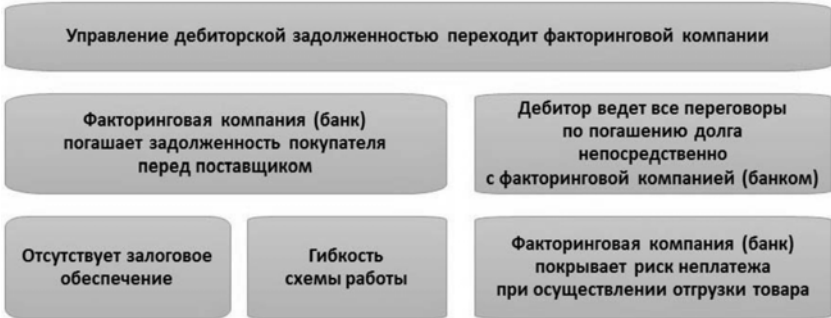 Управление дебиторской задолженностью переходит факторинговой компании
Факторинговая компания (банк)
погашает задолженность покупателя
перед поставщиком
Дебитор ведет все переговоры
по погашению долга
непосредственно
с факторинговой компанией (банком)
Отсутствует залоговое
обеспечение
Гибкость
схемы работы
Факторинговая компания (банк)
покрывает риск неплатежа
при осуществлении отгрузки товара